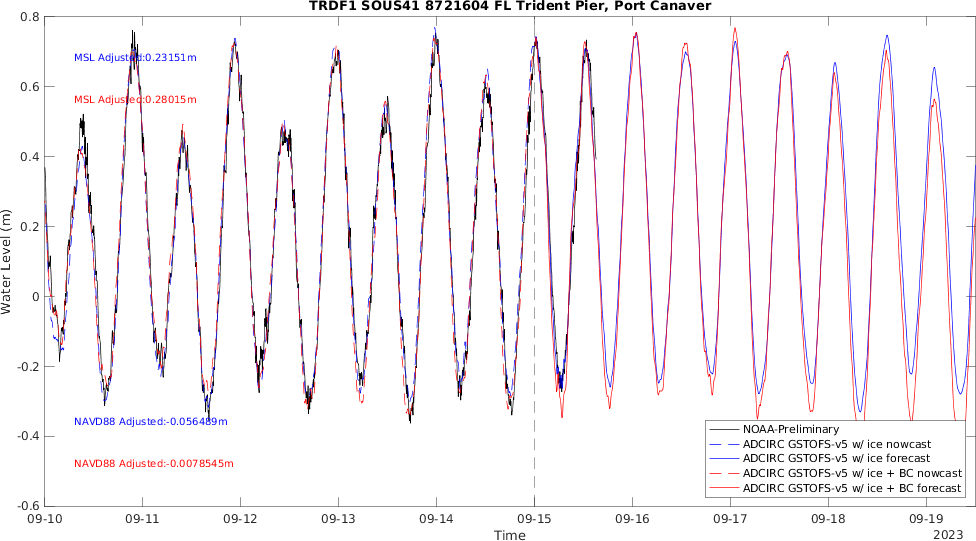 TRDF1 SOUS41 8721604 FL Trident Pier, Port Canaver
0.8
0.6
0.4
0.2
0
-0.2
-0.4
-0.6
Water Level (m)
MSL Adjusted:0.23151m
MSL Adjusted:0.28015m
NAVD88 Adjusted:-0.056489m
NAVD88 Adjusted:-0.0078545m
NOAA-Preliminary
ADCIRC GSTOFS-v5 w/ ice nowcast
ADCIRC GSTOFS-v5 w/ ice forecast
ADCIRC GSTOFS-v5 w/ ice + BC nowcast
ADCIRC GSTOFS-v5 w/ ice + BC forecast
09-10 09-11 09-12 09-13 09-14 09-15 09-16 09-17 09-18 09-19
Time
2023